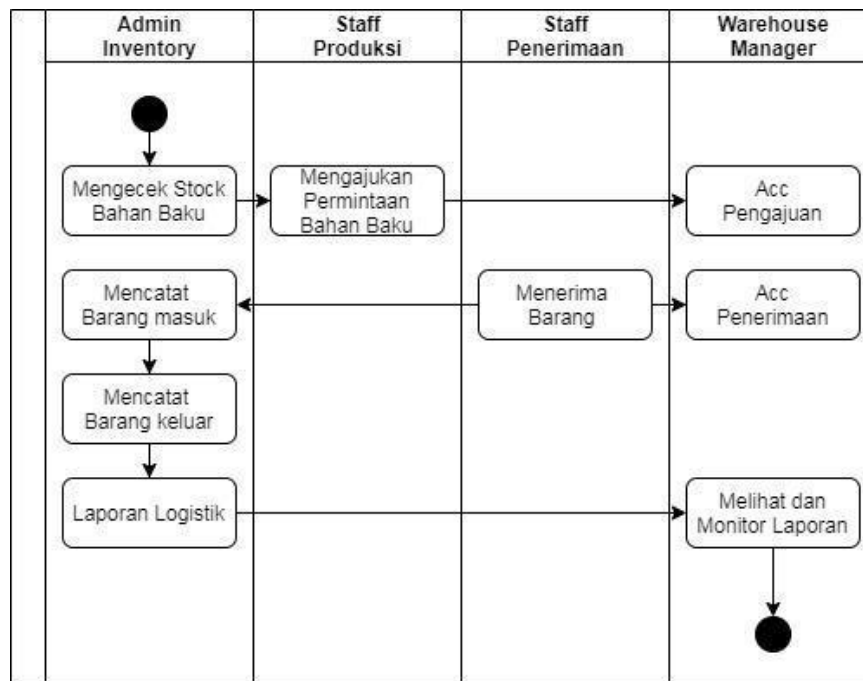 Admin
Inventory
Staff
Produksi
Staff
Penerimaan
Warehouse
Manager
Mengecek Stock
Bahan Baku
Mengajukan
Permintaan
Bahan Baku
Acc
Pengajuan
Mencatat
Barang masuk
Menerima
Barang
Acc
Penerimaan
Mencatat
Barang keluar
Laporan Logistik
Melihat dan
Monitor Laporan